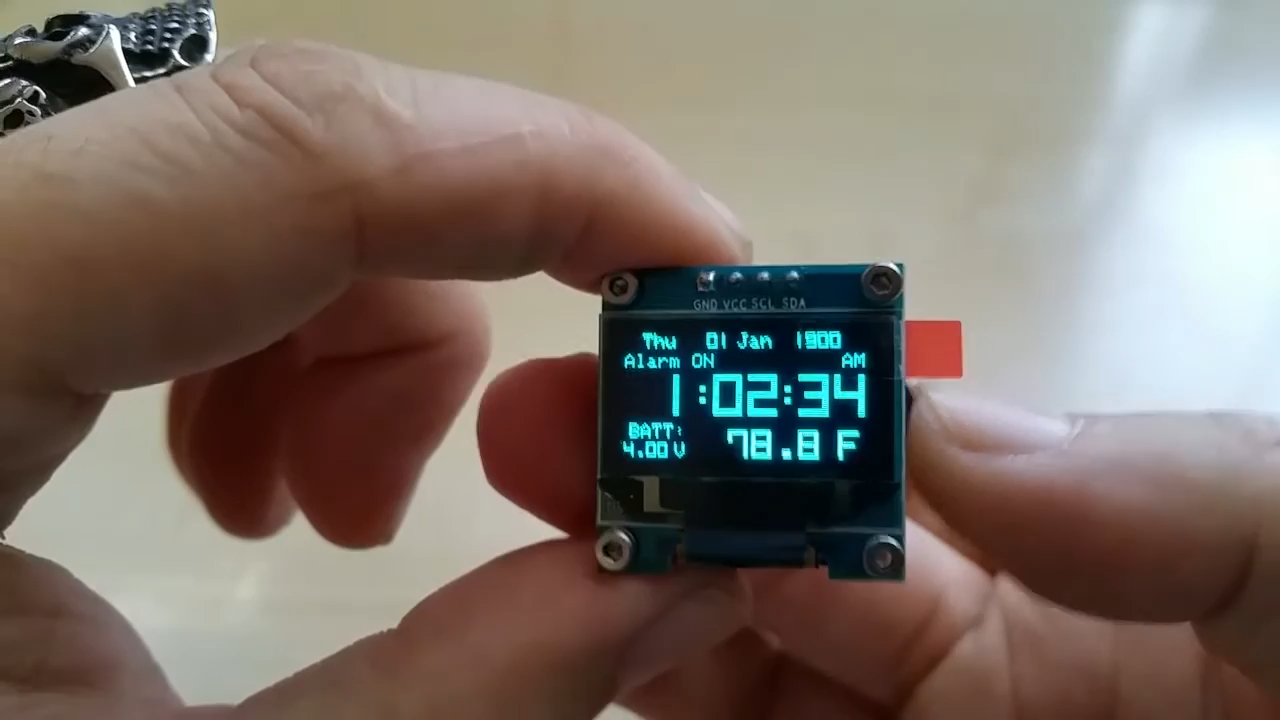 GND VCC SCL SDA
Thu 01 Jan 1900
Alarm ON AM
1:02:34
BATT:
4.00 V 78.8 F